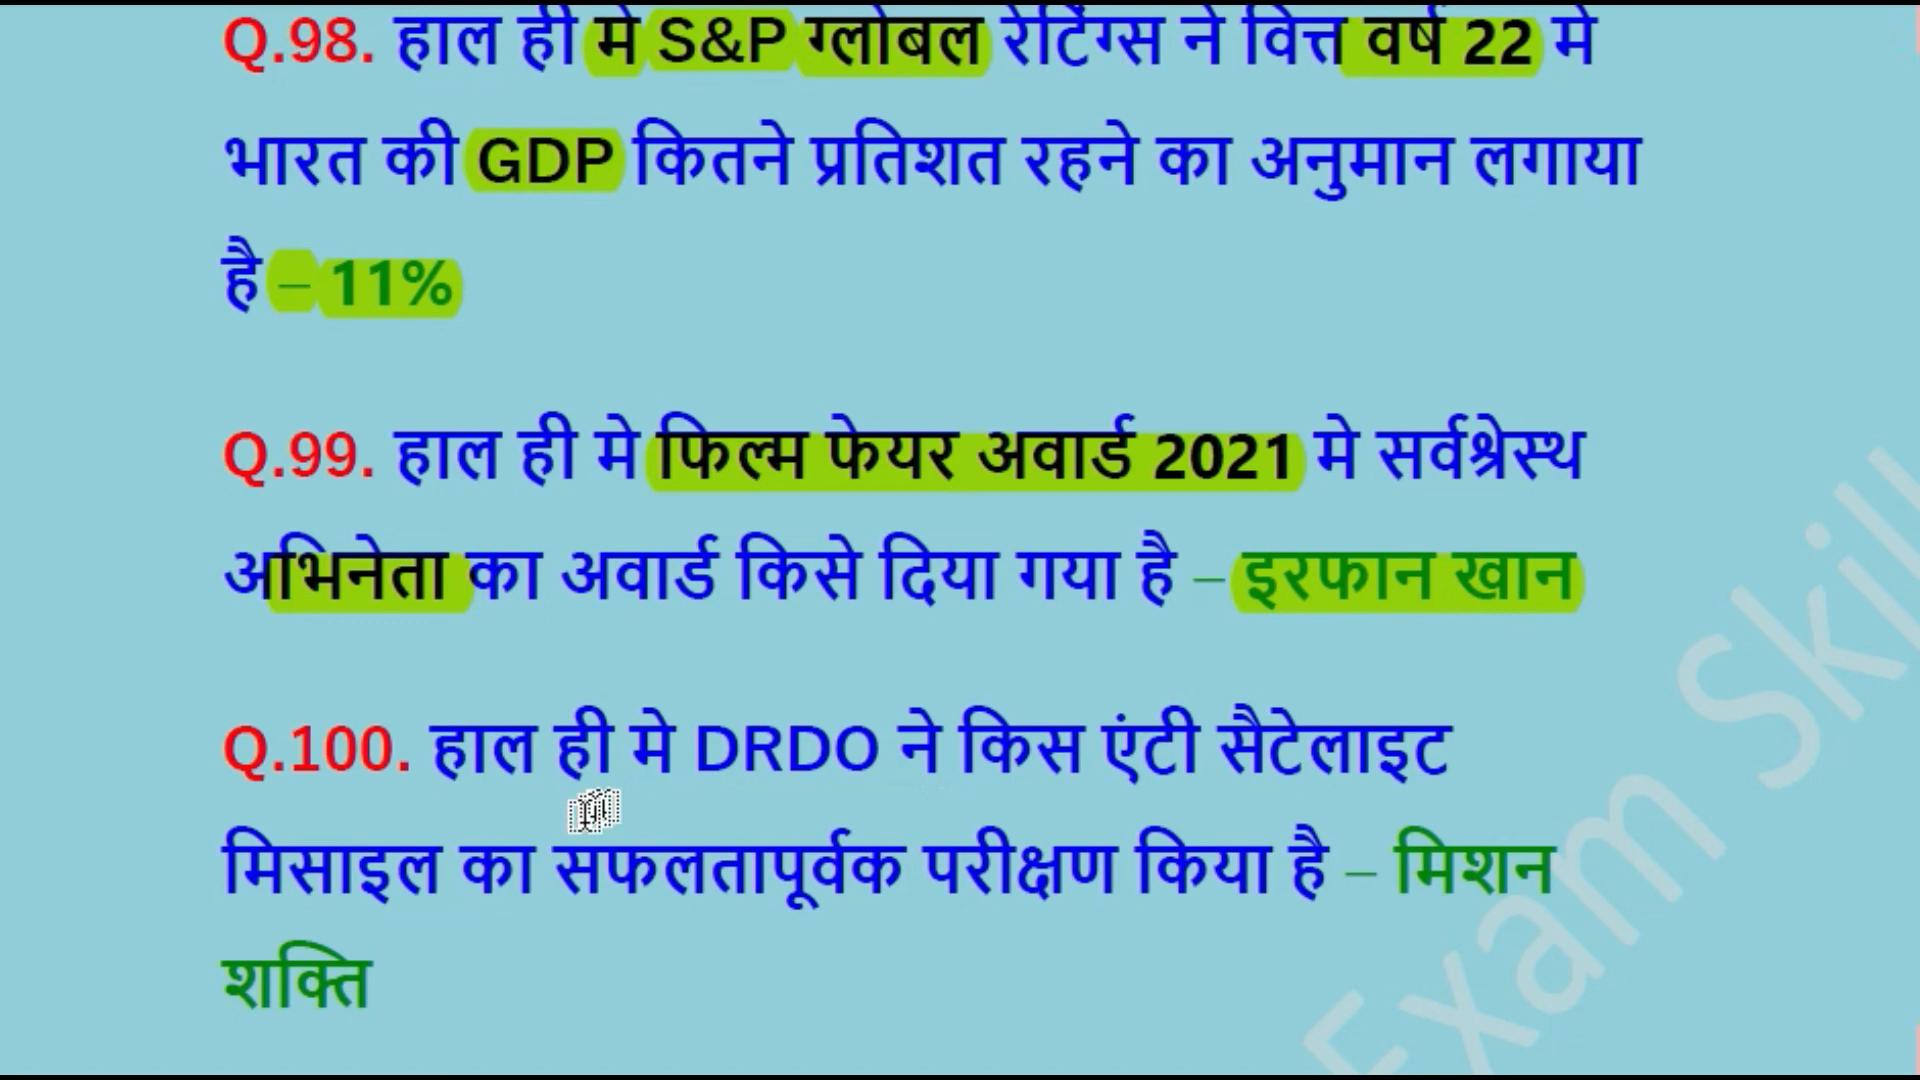 Q.98. हाल ही मे S&P ग्लोबल रेटिंग्स ने वित्त वर्ष 22 मे
भारत की GDP कितने प्रतिशत रहने का अनुमान लगाया
है – 11%
Q.99. हाल ही मे फिल्म फेयर अवार्ड 2021 मे सर्वश्रेस्थ
अभिनेता का अवार्ड किसे दिया गया है – इरफान खान
Q.100. हाल ही मे DRDO ने किस एंटी सैटेलाइट
मिसाइल का सफलतापूर्वक परीक्षण किया है – मिशन
शक्ति
Exam Skill